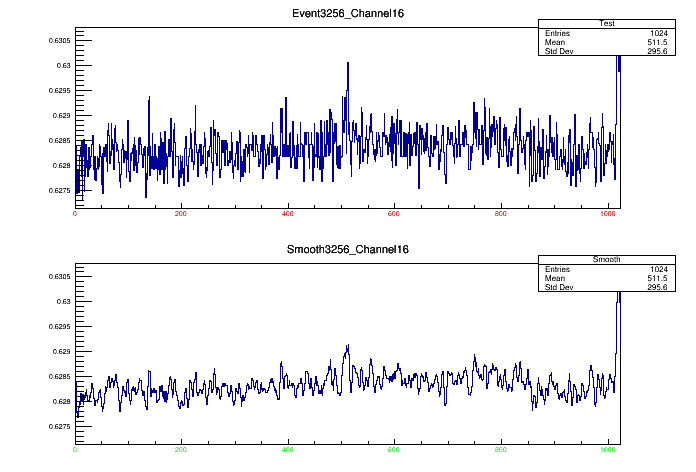 Event3256_Channel16
Test
Entries 1024
Mean 511.5
Std Dev 295.6
0.6305
0.63
0.6295
0.629
0.6285
0.628
0.6275
0 200 400 600 800 1000
Smooth3256_Channel16
Smooth
Entries 1024
Mean 511.5
Std Dev 295.6
0.6305
0.63
0.6295
0.629
0.6285
0.628
0.6275
0 200 400 600 800 1000